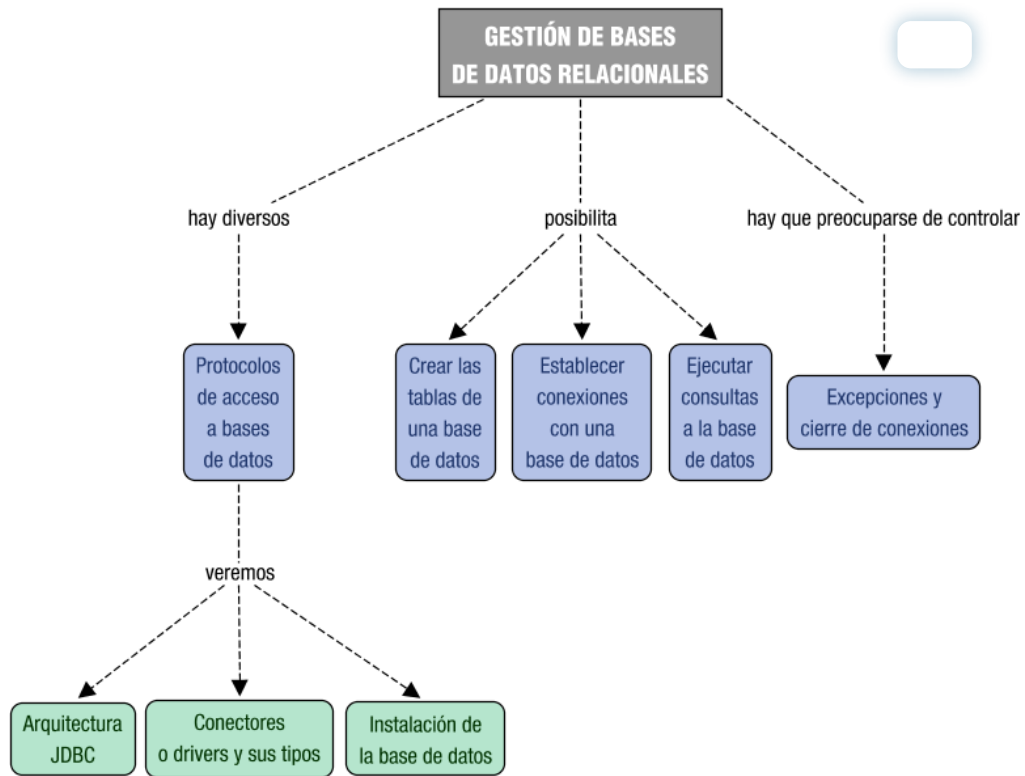 GESTIÓN DE BASES
DE DATOS RELACIONALES
hay diversos
posibilita
hay que preocuparse de controlar
Protocolos
de acceso
a bases
de datos
Crear las
tablas de
una base
de datos
Establecer
conexiones
con una
base de datos
Ejecutar
consultas
a la base
de datos
Excepciones y
cierre de conexiones
veremos
Arquitectura
JDBC
Conectores
o drivers y sus tipos
Instalación de
la base de datos